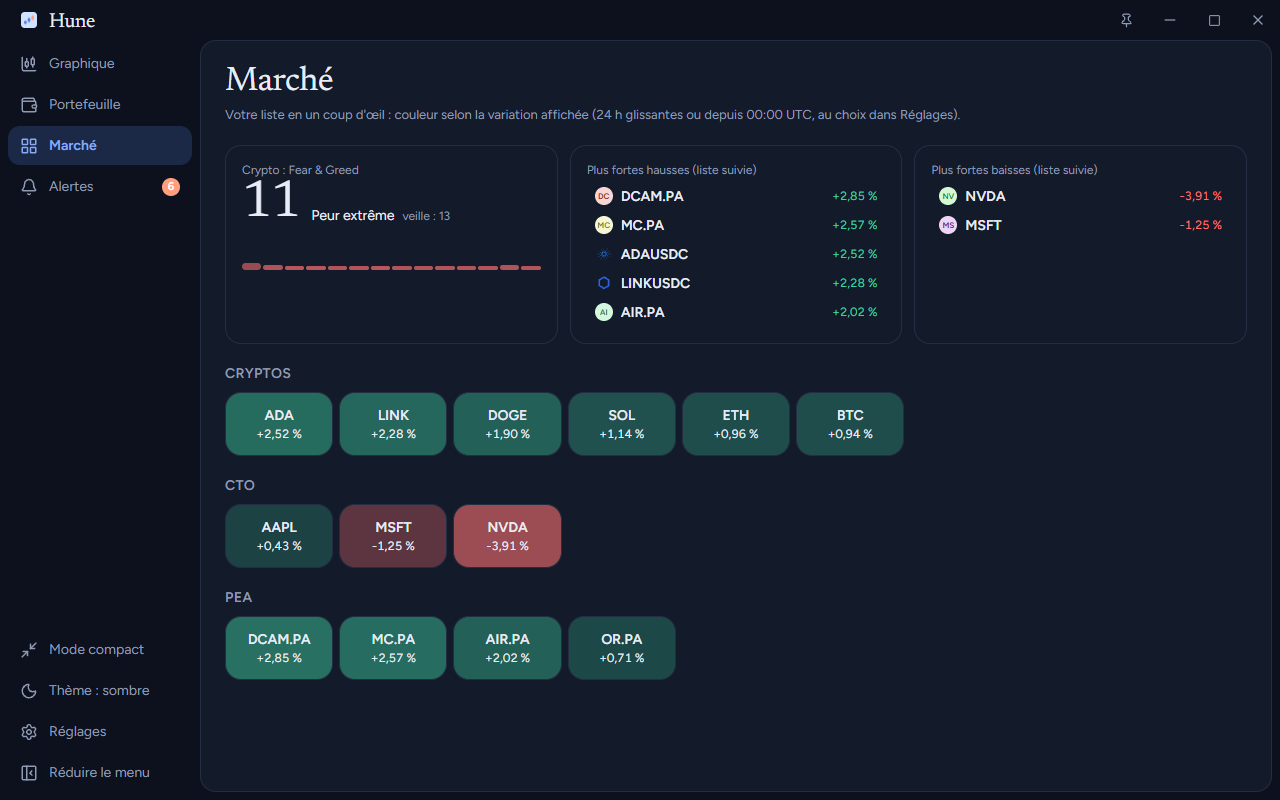 Hune
Graphique
Portefeuille
Marché
Alertes
6
Mode compact
Thème : sombre
Réglages
Réduire le menu
Marché
Votre liste en un coup d'œil : couleur selon la variation affichée (24 h glissantes ou depuis 00:00 UTC, au choix dans Réglages).
Crypto : Fear & Greed
11 Peur extrême veille : 13
Plus fortes hausses (liste suivie)
DC DCAM.PA +2,85 %
MC MC.PA +2,57 %
ADAUSDC +2,52 %
LINKUSDC +2,28 %
AI AIR.PA +2,02 %
Plus fortes baisses (liste suivie)
NV NVDA -3,91 %
MS MSFT -1,25 %
CRYPTOS
ADA LINK DOGE SOL ETH BTC
+2,52 % +2,28 % +1,90 % +1,14 % +0,96 % +0,94 %
CTO
AAPL MSFT NVDA
+0,43 % -1,25 % -3,91 %
PEA
DCAM.PA MC.PA AIR.PA OR.PA
+2,85 % +2,57 % +2,02 % +0,71 %